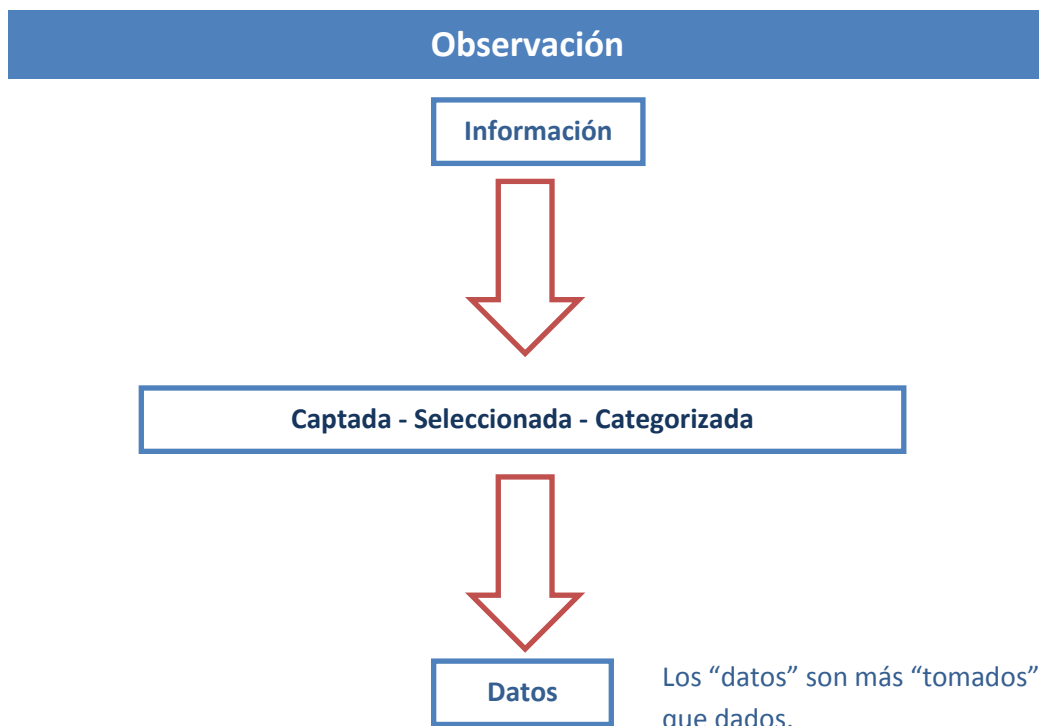 Observación
Información
Captada - Seleccionada - Categorizada
Datos
Los “datos” son más “tomados”
que dados.